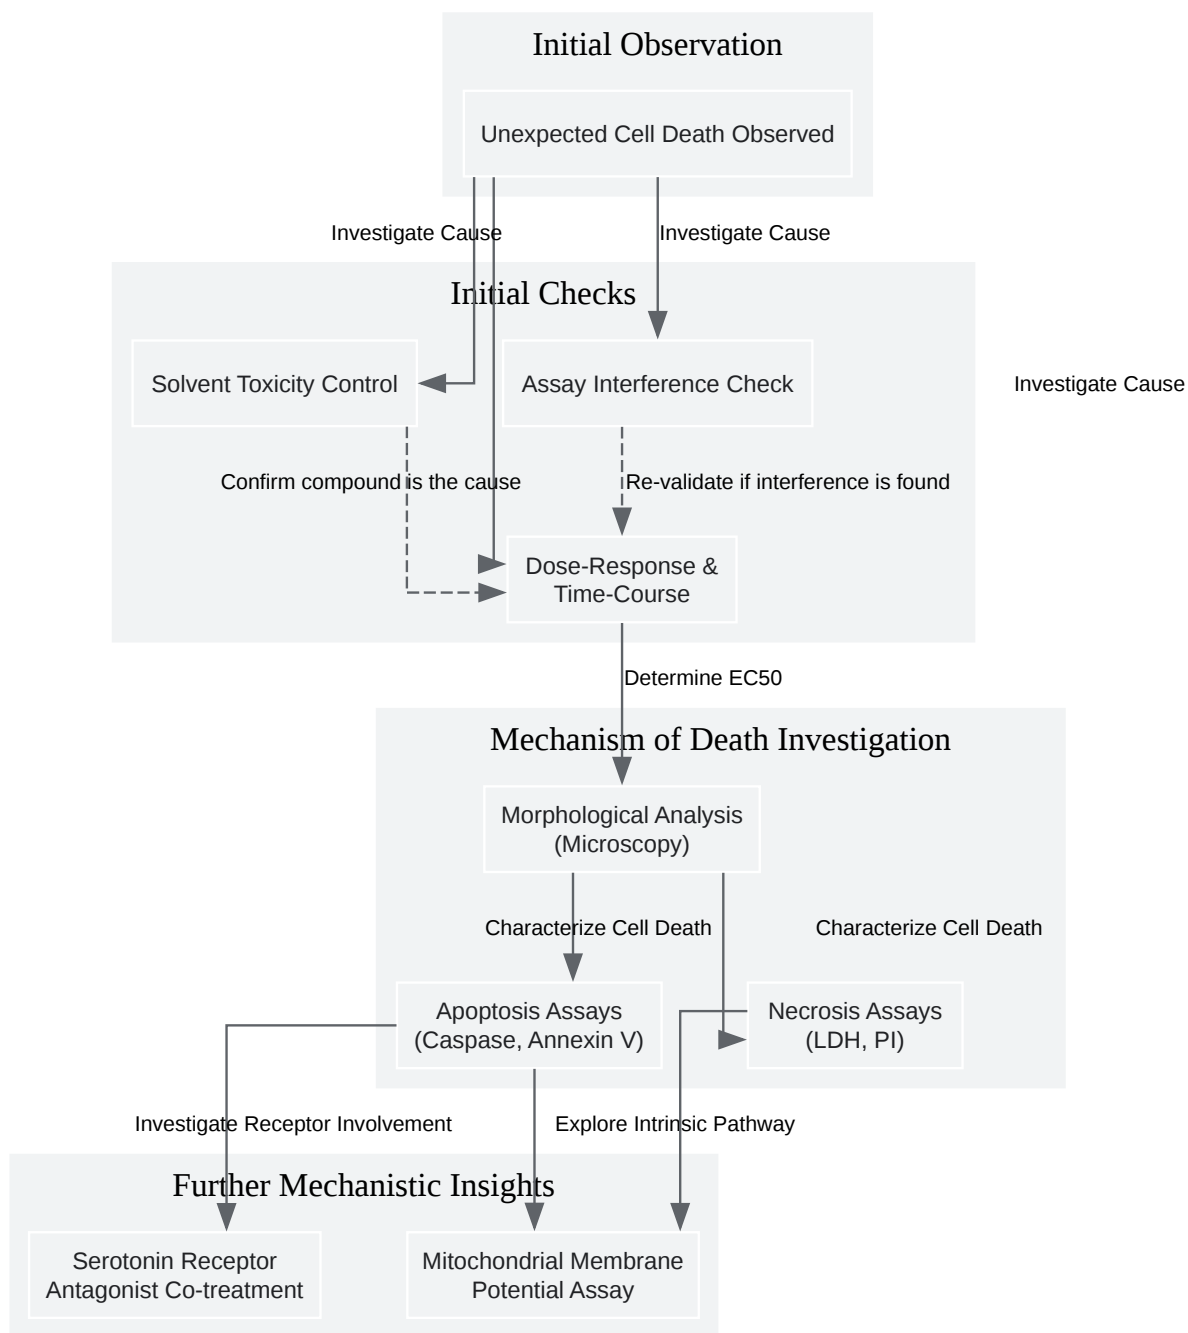 Initial Observation
Unexpected Cell Death Observed
Investigate Cause
Investigate Cause
Initial Checks
Solvent Toxicity Control
Assay Interference Check
Investigate Cause
Confirm compound is the cause
Re-validate if interference is found
Dose-Response &
Time-Course
Determine EC50
Mechanism of Death Investigation
Morphological Analysis
(Microscopy)
Characterize Cell Death
Characterize Cell Death
Apoptosis Assays
(Caspase, Annexin V)
Necrosis Assays
(LDH, PI)
Investigate Receptor Involvement
Explore Intrinsic Pathway
Further Mechanistic Insights
Serotonin Receptor
Antagonist Co-treatment
Mitochondrial Membrane
Potential Assay